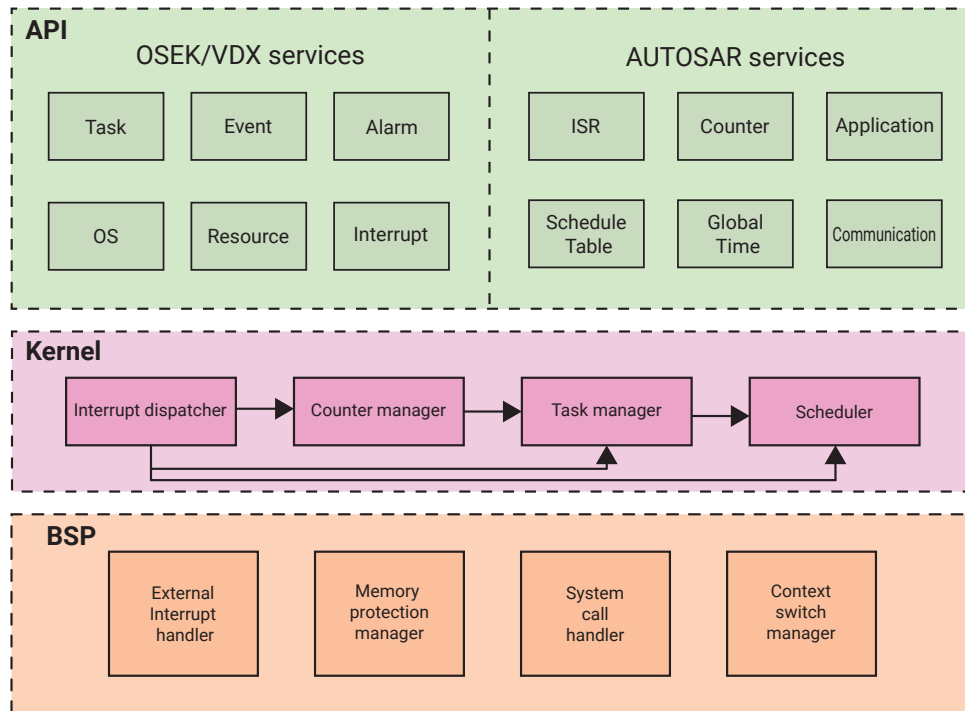 API
OSEK/VDX services
AUTOSAR services
Task
Event
Alarm
ISR
Counter
Application
OS
Resource
Interrupt
Schedule
Table
Global
Time
Communication
Kernel
Interrupt dispatcher
Counter manager
Task manager
Scheduler
BSP
External
Interrupt
handler
Memory
protection
manager
System
call
handler
Context
switch
manager